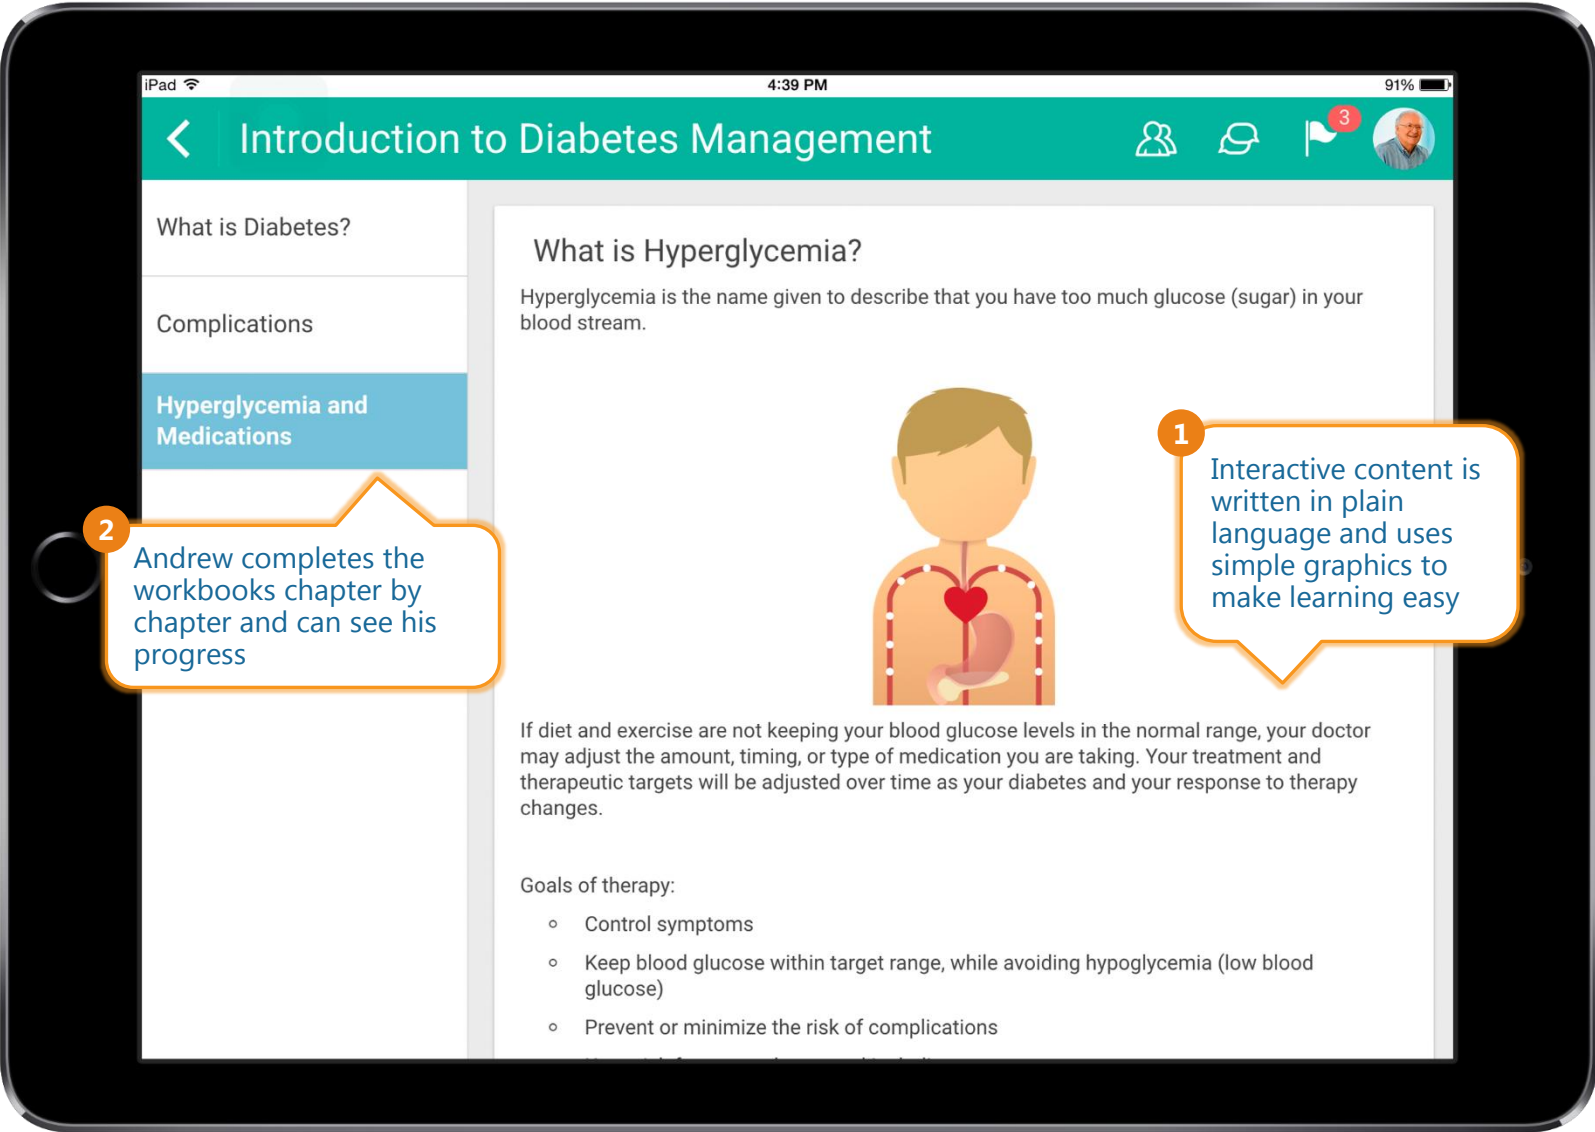 iPad
4:39 PM
91%
Introduction to Diabetes Management
3
What is Diabetes?
Complications
Hyperglycemia and
Medications
What is Hyperglycemia?
Hyperglycemia is the name given to describe that you have too much glucose (sugar) in your
blood stream.
1
Interactive content is
written in plain
language and uses
simple graphics to
make learning easy
2
Andrew completes the
workbooks chapter by
chapter and can see his
progress
If diet and exercise are not keeping your blood glucose levels in the normal range, your doctor
may adjust the amount, timing, or type of medication you are taking. Your treatment and
therapeutic targets will be adjusted over time as your diabetes and your response to therapy
changes.
Goals of therapy:
Control symptoms
Keep blood glucose within target range, while avoiding hypoglycemia (low blood
glucose)
Prevent or minimize the risk of complications